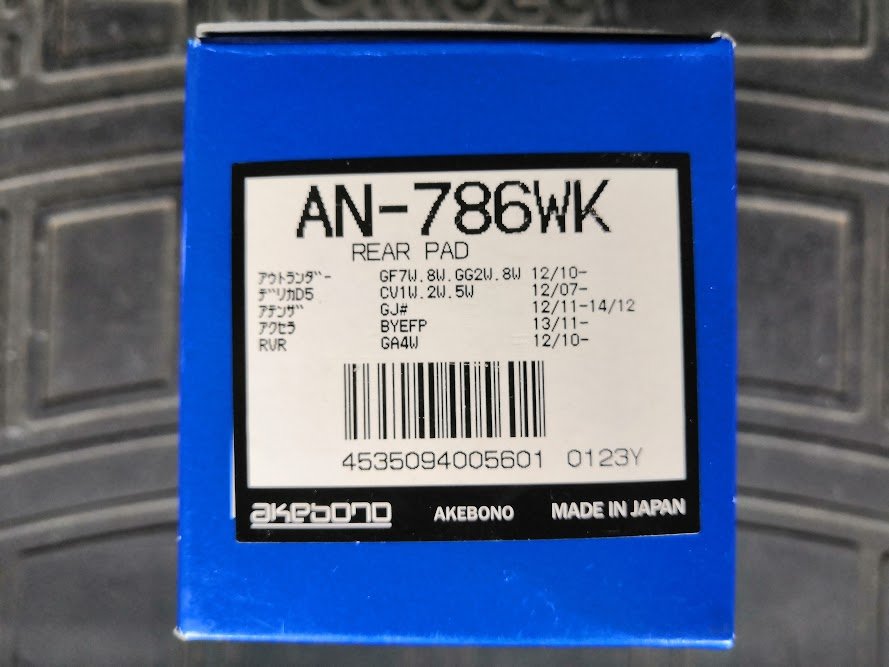 AN-786WK
REAR PAD
ｱｳﾄﾗﾝﾀﾞｰ GF7W.8W.GG2W.8W 12/10-
ﾃﾞﾘｶD5 CV1W.2W.5W 12/07-
ｱﾃﾝｻﾞ GJ# 12/11-14/12
ｱｸｾﾗ BYEFP 13/11-
RVR GA4W 12/10-
4535094005601 0123Y
akebono AKEBONO MADE IN JAPAN